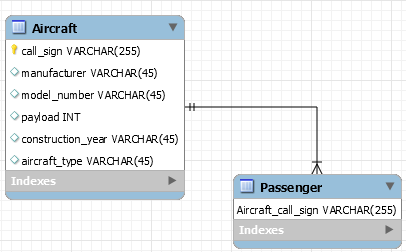 Aircraft
call_sign VARCHAR(255)
manufacturer VARCHAR(45)
model_number VARCHAR(45)
payload INT
construction_year VARCHAR(45)
aircraft_type VARCHAR(45)
Indexes
Passenger
Aircraft_call_sign VARCHAR(255)
Indexes